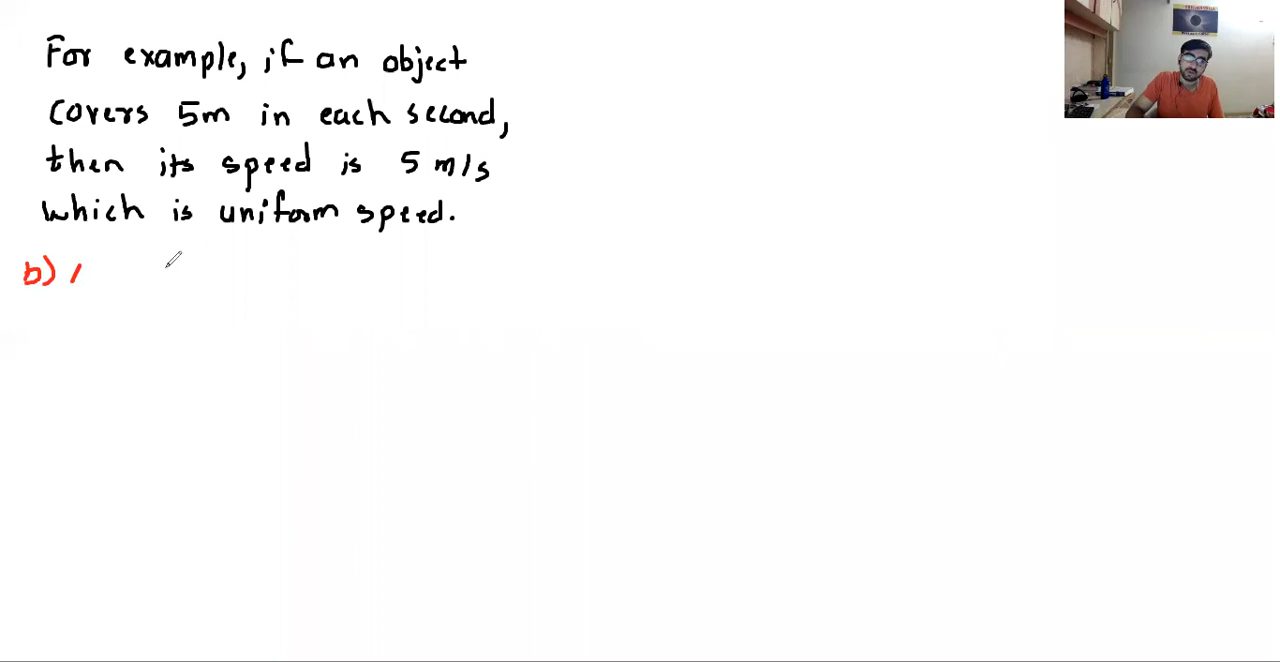 For example, if an object
covers 5m in each second,
then its speed is 5 m/s
which is uniform speed.
b)